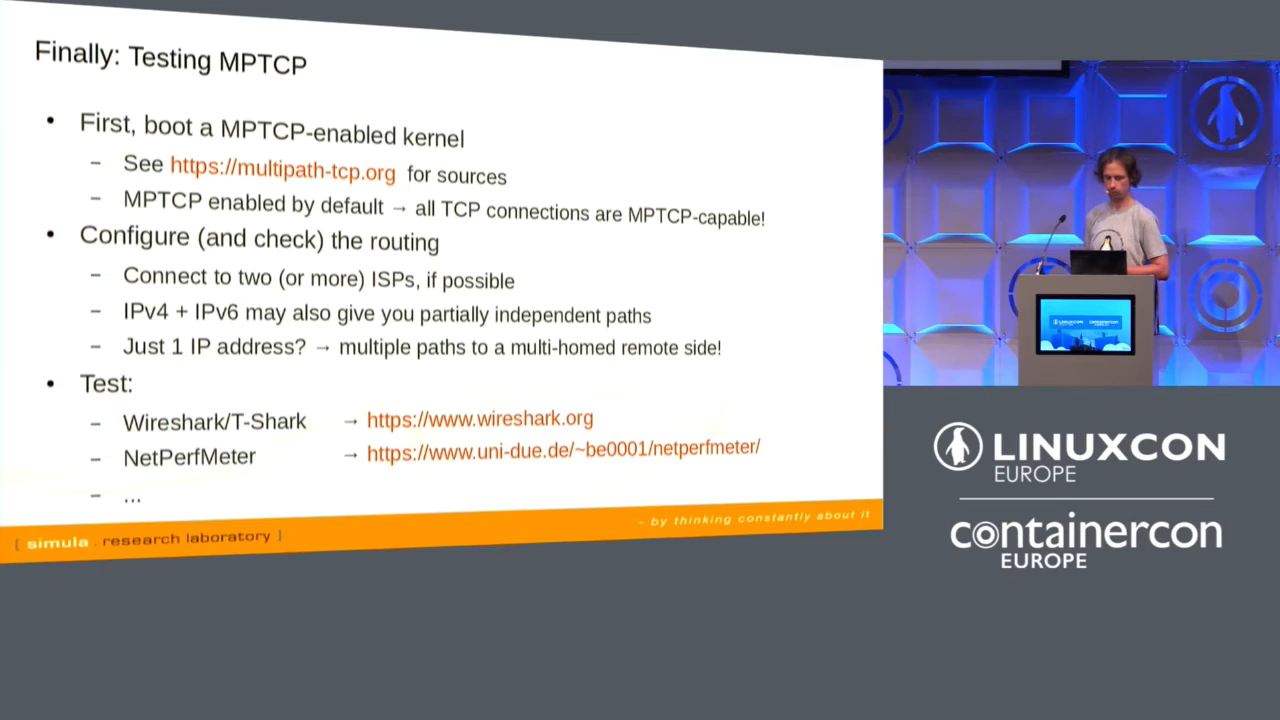 Finally: Testing MPTCP
• First, boot a MPTCP-enabled kernel
– See https://multipath-tcp.org for sources
– MPTCP enabled by default → all TCP connections are MPTCP-capable!
• Configure (and check) the routing
– Connect to two (or more) ISPs, if possible
– IPv4 + IPv6 may also give you partially independent paths
– Just 1 IP address? → multiple paths to a multi-homed remote side!
• Test:
– Wireshark/T-Shark → https://www.wireshark.org
– NetPerfMeter → https://www.uni-due.de/~be0001/netperfmeter/
– ...
[ simula . research laboratory ]
- by thinking constantly about it
LINUXCON
EUROPE
containercon
EUROPE